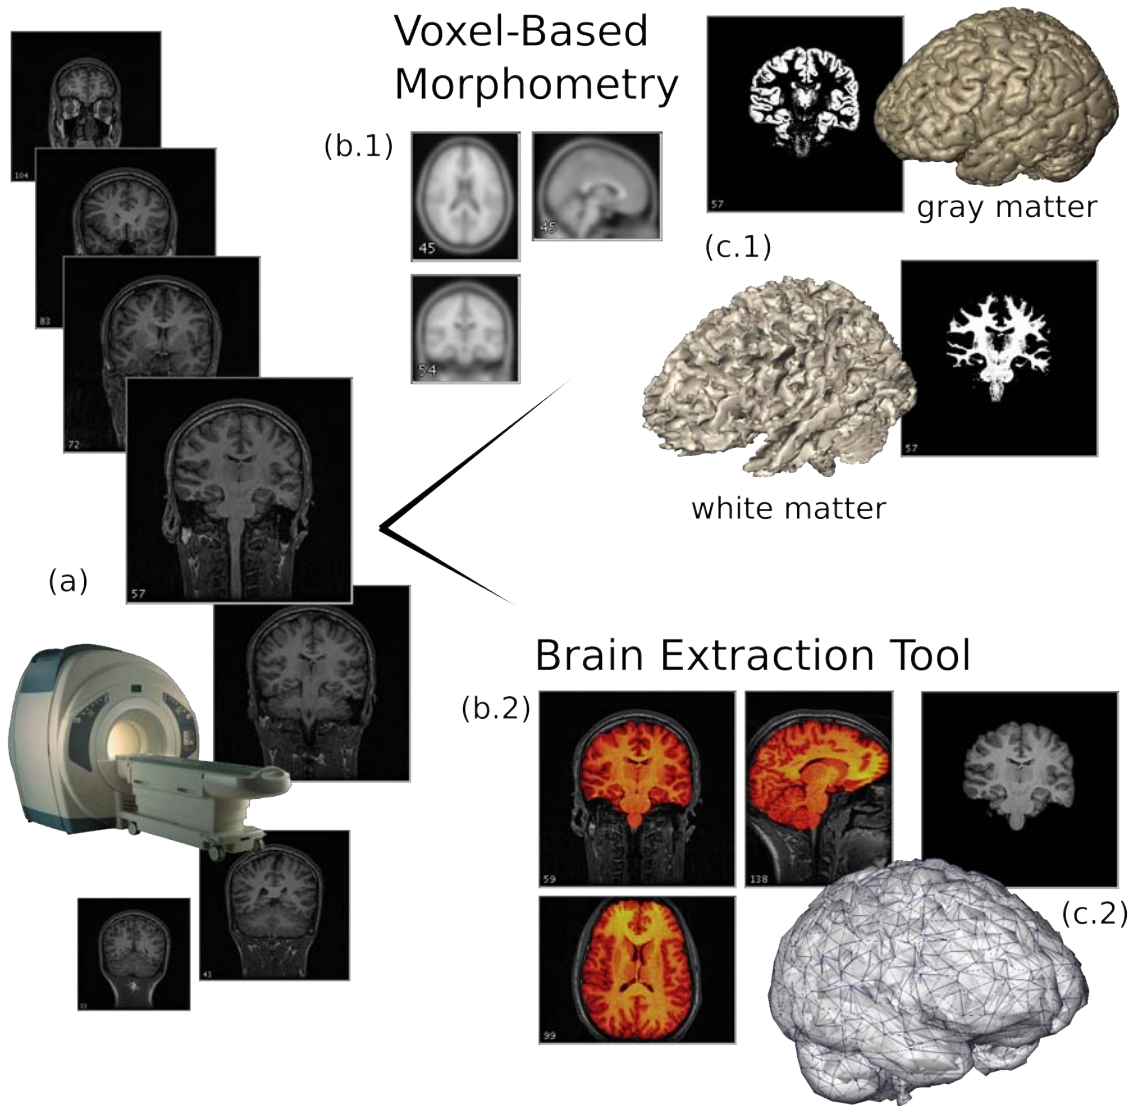 Voxel-Based
Morphometry
(b.1)
45
45
54
57
gray matter
(c.1)
57
white matter
104
83
72
57
(a)
41
Brain Extraction Tool
(b.2)
59
138
99
(c.2)